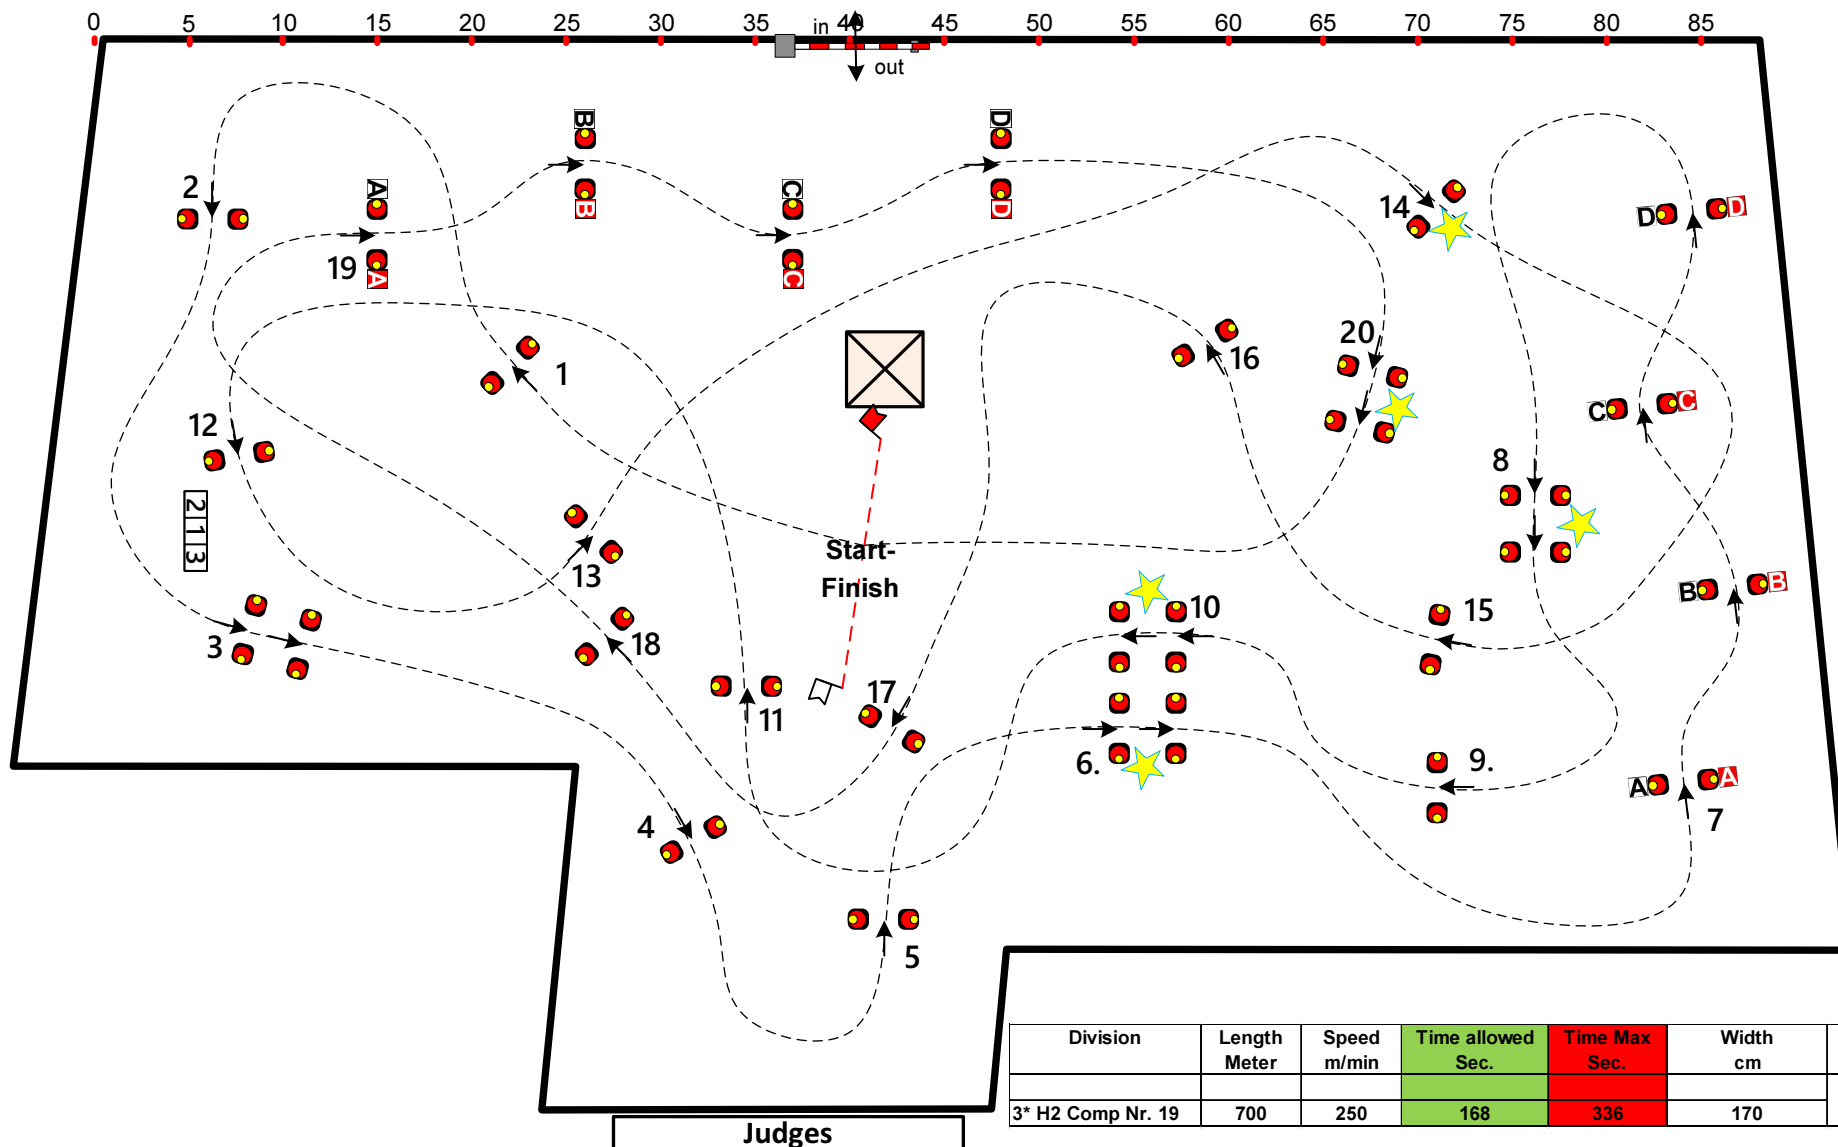 0 5 10 15 20 25 30 35 40 45 50 55 60 65 70 75 80 85
in
out
B D
2 A B C D 14 D D
19 A C
20
1 16
12 C C
8
213
Start-
Finish
13 B B
10 15
3 18
17
11
6. 9.
A A
4 7
5
Division Length Speed Time allowed Time Max Width
Meter m/min Sec. Sec. cm
3* H2 Comp Nr. 19 700 250 168 336 170
Judges